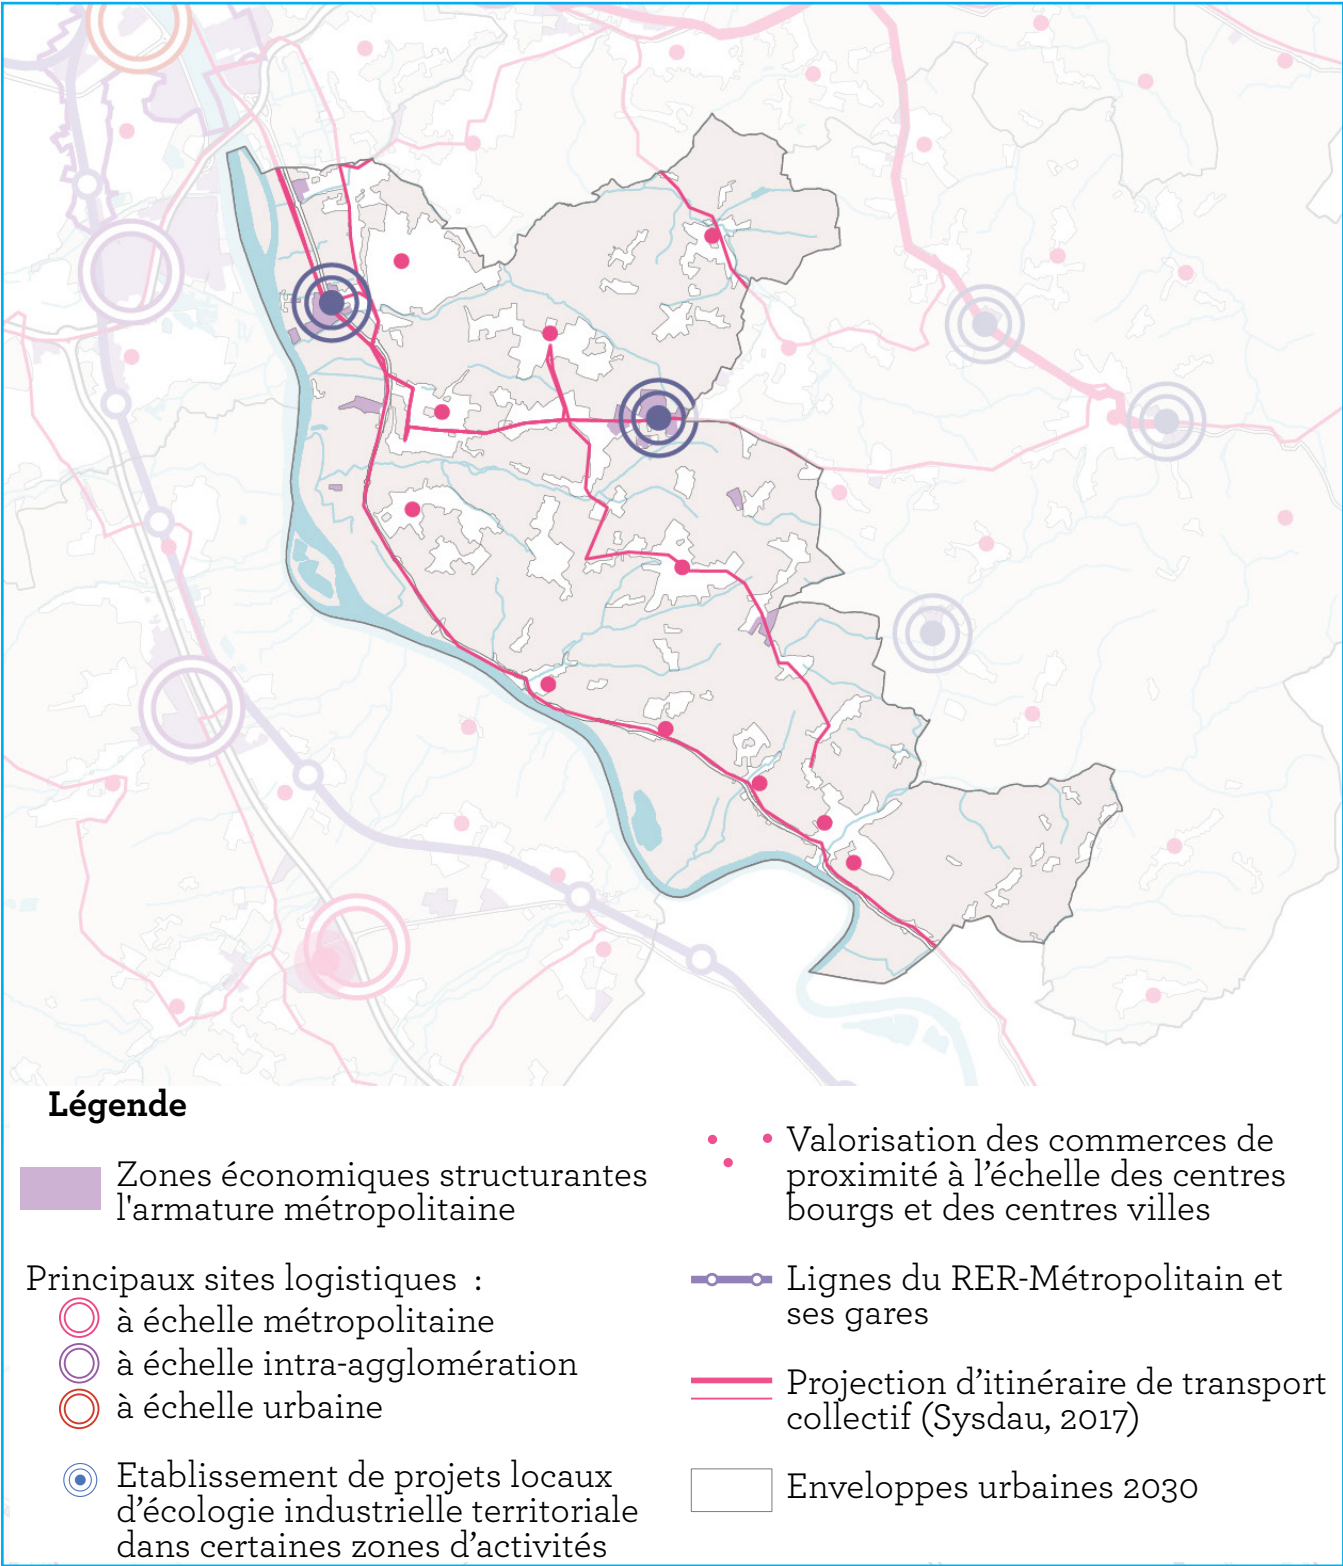 Légende
Zones économiques structurantes
l'armature métropolitaine
Principaux sites logistiques :
à échelle métropolitaine
à échelle intra-agglomération
à échelle urbaine
Etablissement de projets locaux
d’écologie industrielle territoriale
dans certaines zones d’activités
Valorisation des commerces de
proximité à l’échelle des centres
bourgs et des centres villes
Lignes du RER-Métropolitain et
ses gares
Projection d’itinéraire de transport
collectif (Sysdau, 2017)
Enveloppes urbaines 2030